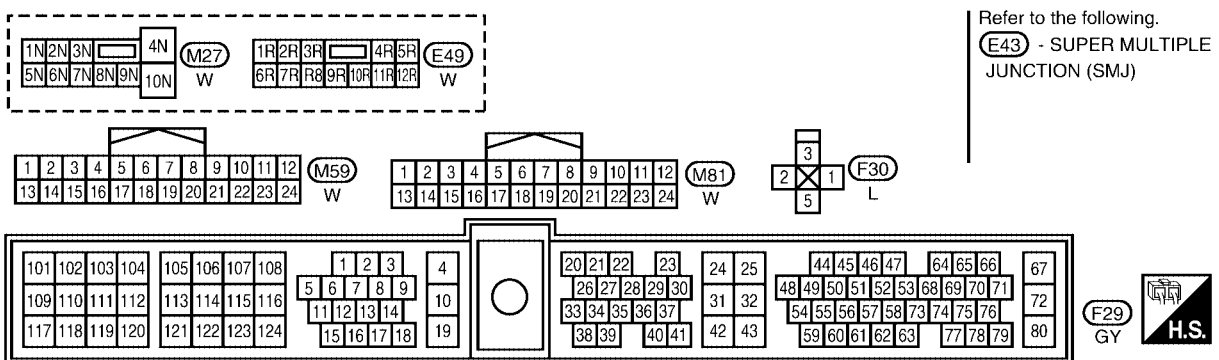 1N 2N 3N 4N
5N 6N 7N 8N 9N 10N
M27
W
1R 2R 3R 4R 5R
6R 7R R8 9R 10R 11R 12R
E49
W
Refer to the following.
E43 - SUPER MULTIPLE
JUNCTION (SMJ)
1 2 3 4 5 6 7 8 9 10 11 12
13 14 15 16 17 18 19 20 21 22 23 24
M59
W
1 2 3 4 5 6 7 8 9 10 11 12
13 14 15 16 17 18 19 20 21 22 23 24
M81
W
3
2 1
5
F30
L
101 102 103 104 105 106 107 108
109 110 111 112 113 114 115 116
117 118 119 120 121 122 123 124
1 2 3 4
5 6 7 8 9
10
11 12 13 14
15 16 17 18 19
20 21 22 23 24 25
26 27 28 29 30
31 32
33 34 35 36 37
38 39 40 41 42 43
44 45 46 47 64 65 66 67
48 49 50 51 52 53 68 69 70 71
72
54 55 56 57 58 73 74 75 76
59 60 61 62 63 77 78 79 80
F29
GY
H.S.